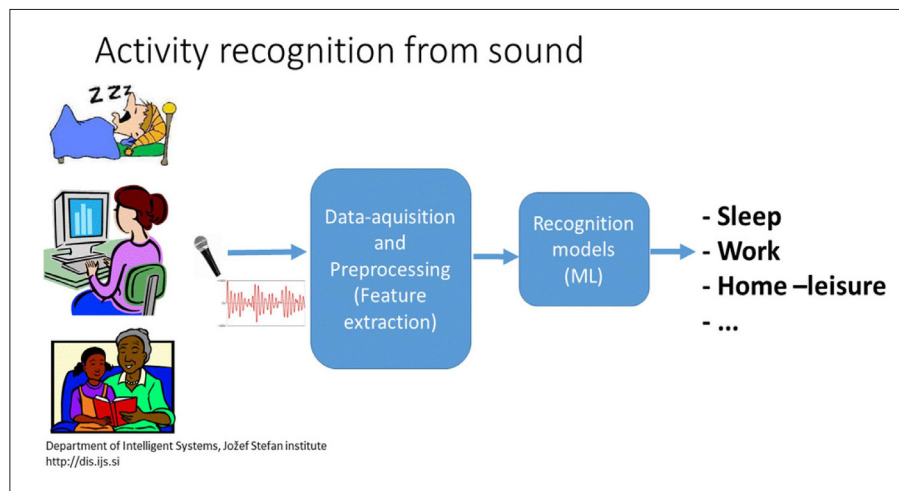 Activity recognition from sound
ZZZZ
Data-aquisition
and
Preprocessing
(Feature
extraction)
Recognition
models
(ML)
- Sleep
- Work
- Home –leisure
- ...
Department of Intelligent Systems, Jožef Stefan institute
http://dis.ijs.si